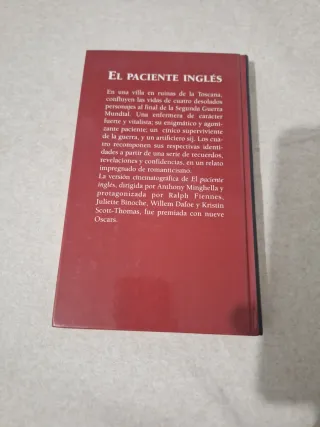 EL PACIENTE INGLÉS
En una villa en ruinas de la Toscana,
confluyen las vidas de cuatro desolados
personajes al final de la Segunda Guerra
Mundial. Una enfermera de carácter
fuerte y vitalista; su enigmático y agoni-
zante paciente; un cínico superviviente
de la guerra, y un artificiero sij. Los cua-
tro recomponen sus respectivas identi-
dades a partir de una serie de recuerdos,
revelaciones y confidencias, en un relato
impregnado de romanticismo.
La versión cinematográfica de El paciente
inglés, dirigida por Anthony Minghella y
protagonizada por Ralph Fiennes,
Juliette Binoche, Willem Dafoe y Kristin
Scott-Thomas, fue premiada con nueve
Oscars.